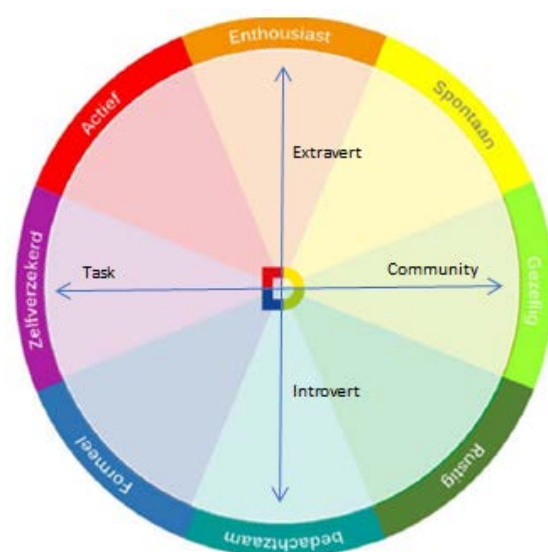 Enthousiast
Actief
Spontaan
Extravert
Task
Community
Zelfverzekerd
Gezellig
Introvert
Formeel
Rustig
bedachtzaam